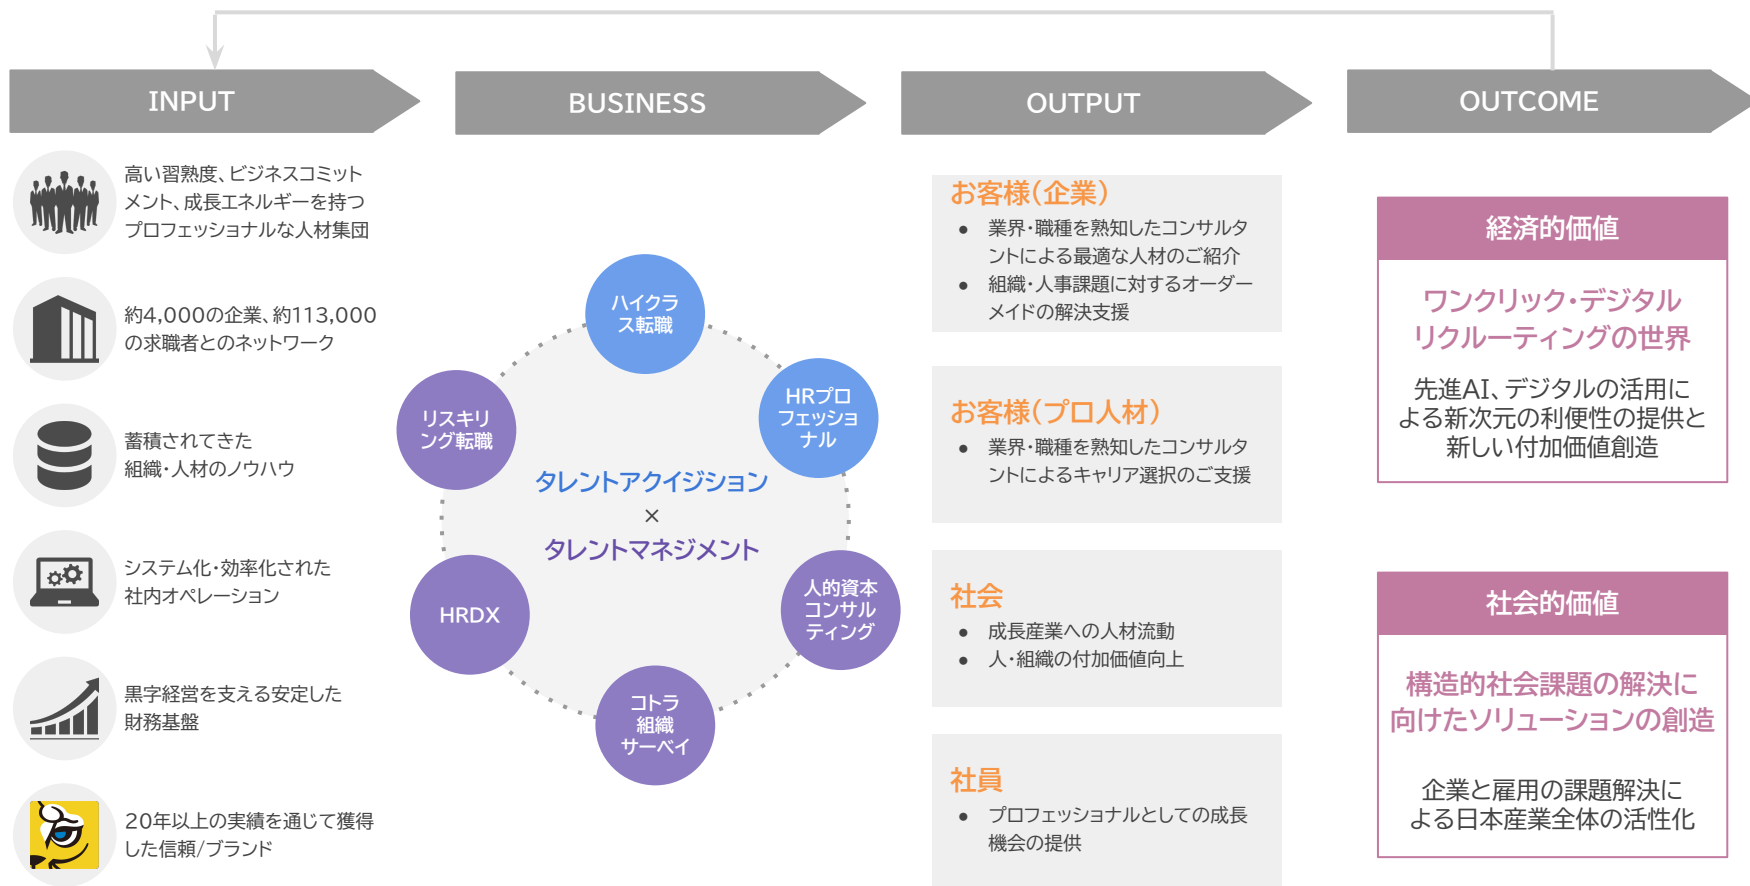 INPUT
高い習熟度、ビジネスコミット
メント、成長エネルギーを持つ
プロフェッショナルな人材集団
約4,000の企業、約113,000
の求職者とのネットワーク
蓄積されてきた
組織・人材のノウハウ
システム化・効率化された
社内オペレーション
黒字経営を支える安定した
財務基盤
20年以上の実績を通じて獲得
した信頼/ブランド
BUSINESS
ハイクラ
ス転職
HRプロ
フェッショ
ナル
人的資本
コンサル
ティング
コトラ
組織
サーベイ
HRDX
リスキリ
ング転職
タレントアクイジション
×
タレントマネジメント
OUTPUT
お客様(企業)
● 業界・職種を熟知したコンサルタ
ントによる最適な人材のご紹介
● 組織・人事課題に対するオーダー
メイドの解決支援
お客様(プロ人材)
● 業界・職種を熟知したコンサルタ
ントによるキャリア選択のご支援
社会
● 成長産業への人材流動
● 人・組織の付加価値向上
社員
● プロフェッショナルとしての成長
機会の提供
OUTCOME
経済的価値
ワンクリック・デジタル
リクルーティングの世界
先進AI、デジタルの活用に
よる新次元の利便性の提供と
新しい付加価値創造
社会的価値
構造的社会課題の解決に
向けたソリューションの創造
企業と雇用の課題解決に
よる日本産業全体の活性化